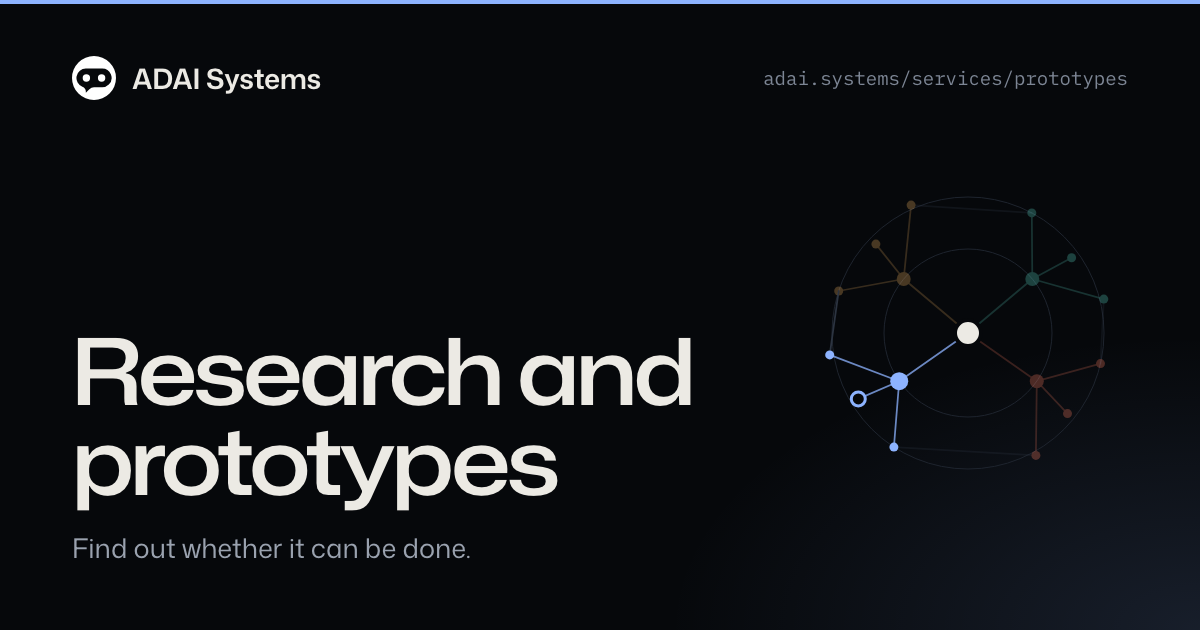 ADAI Systems
adai.systems/services/prototypes
Research and
prototypes
Find out whether it can be done.